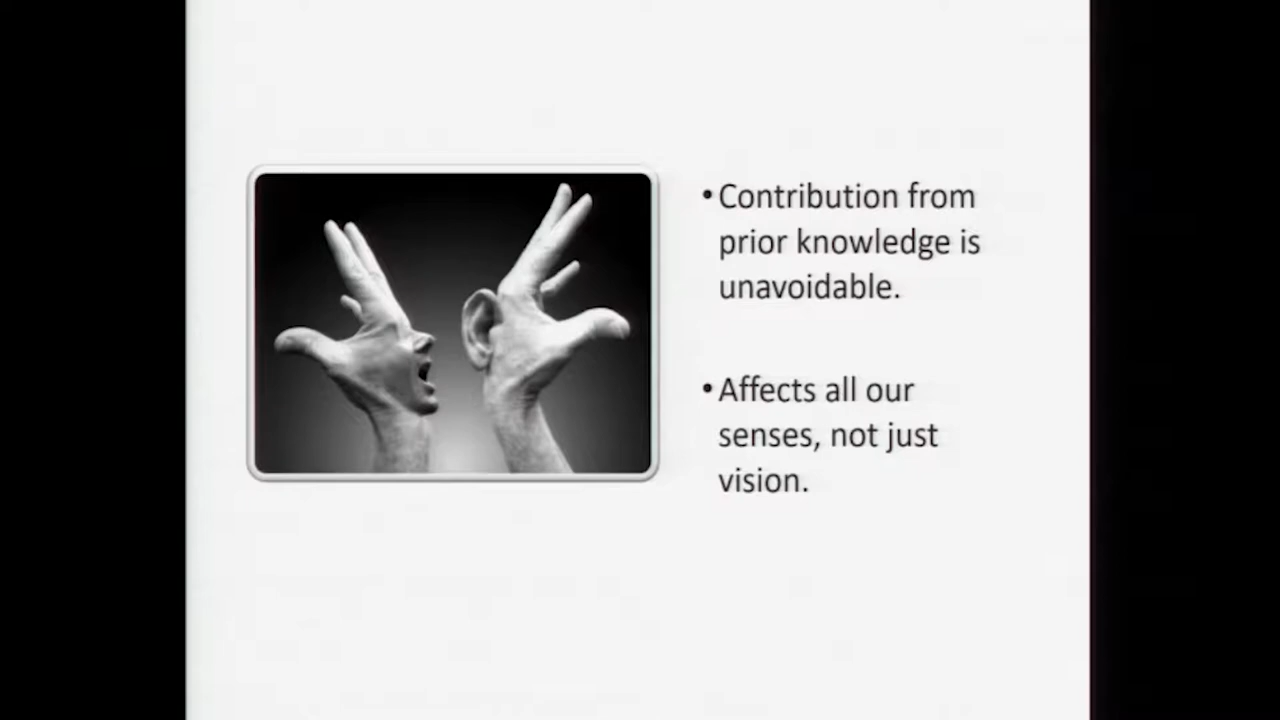 • Contribution from
prior knowledge is
unavoidable.
• Affects all our
senses, not just
vision.